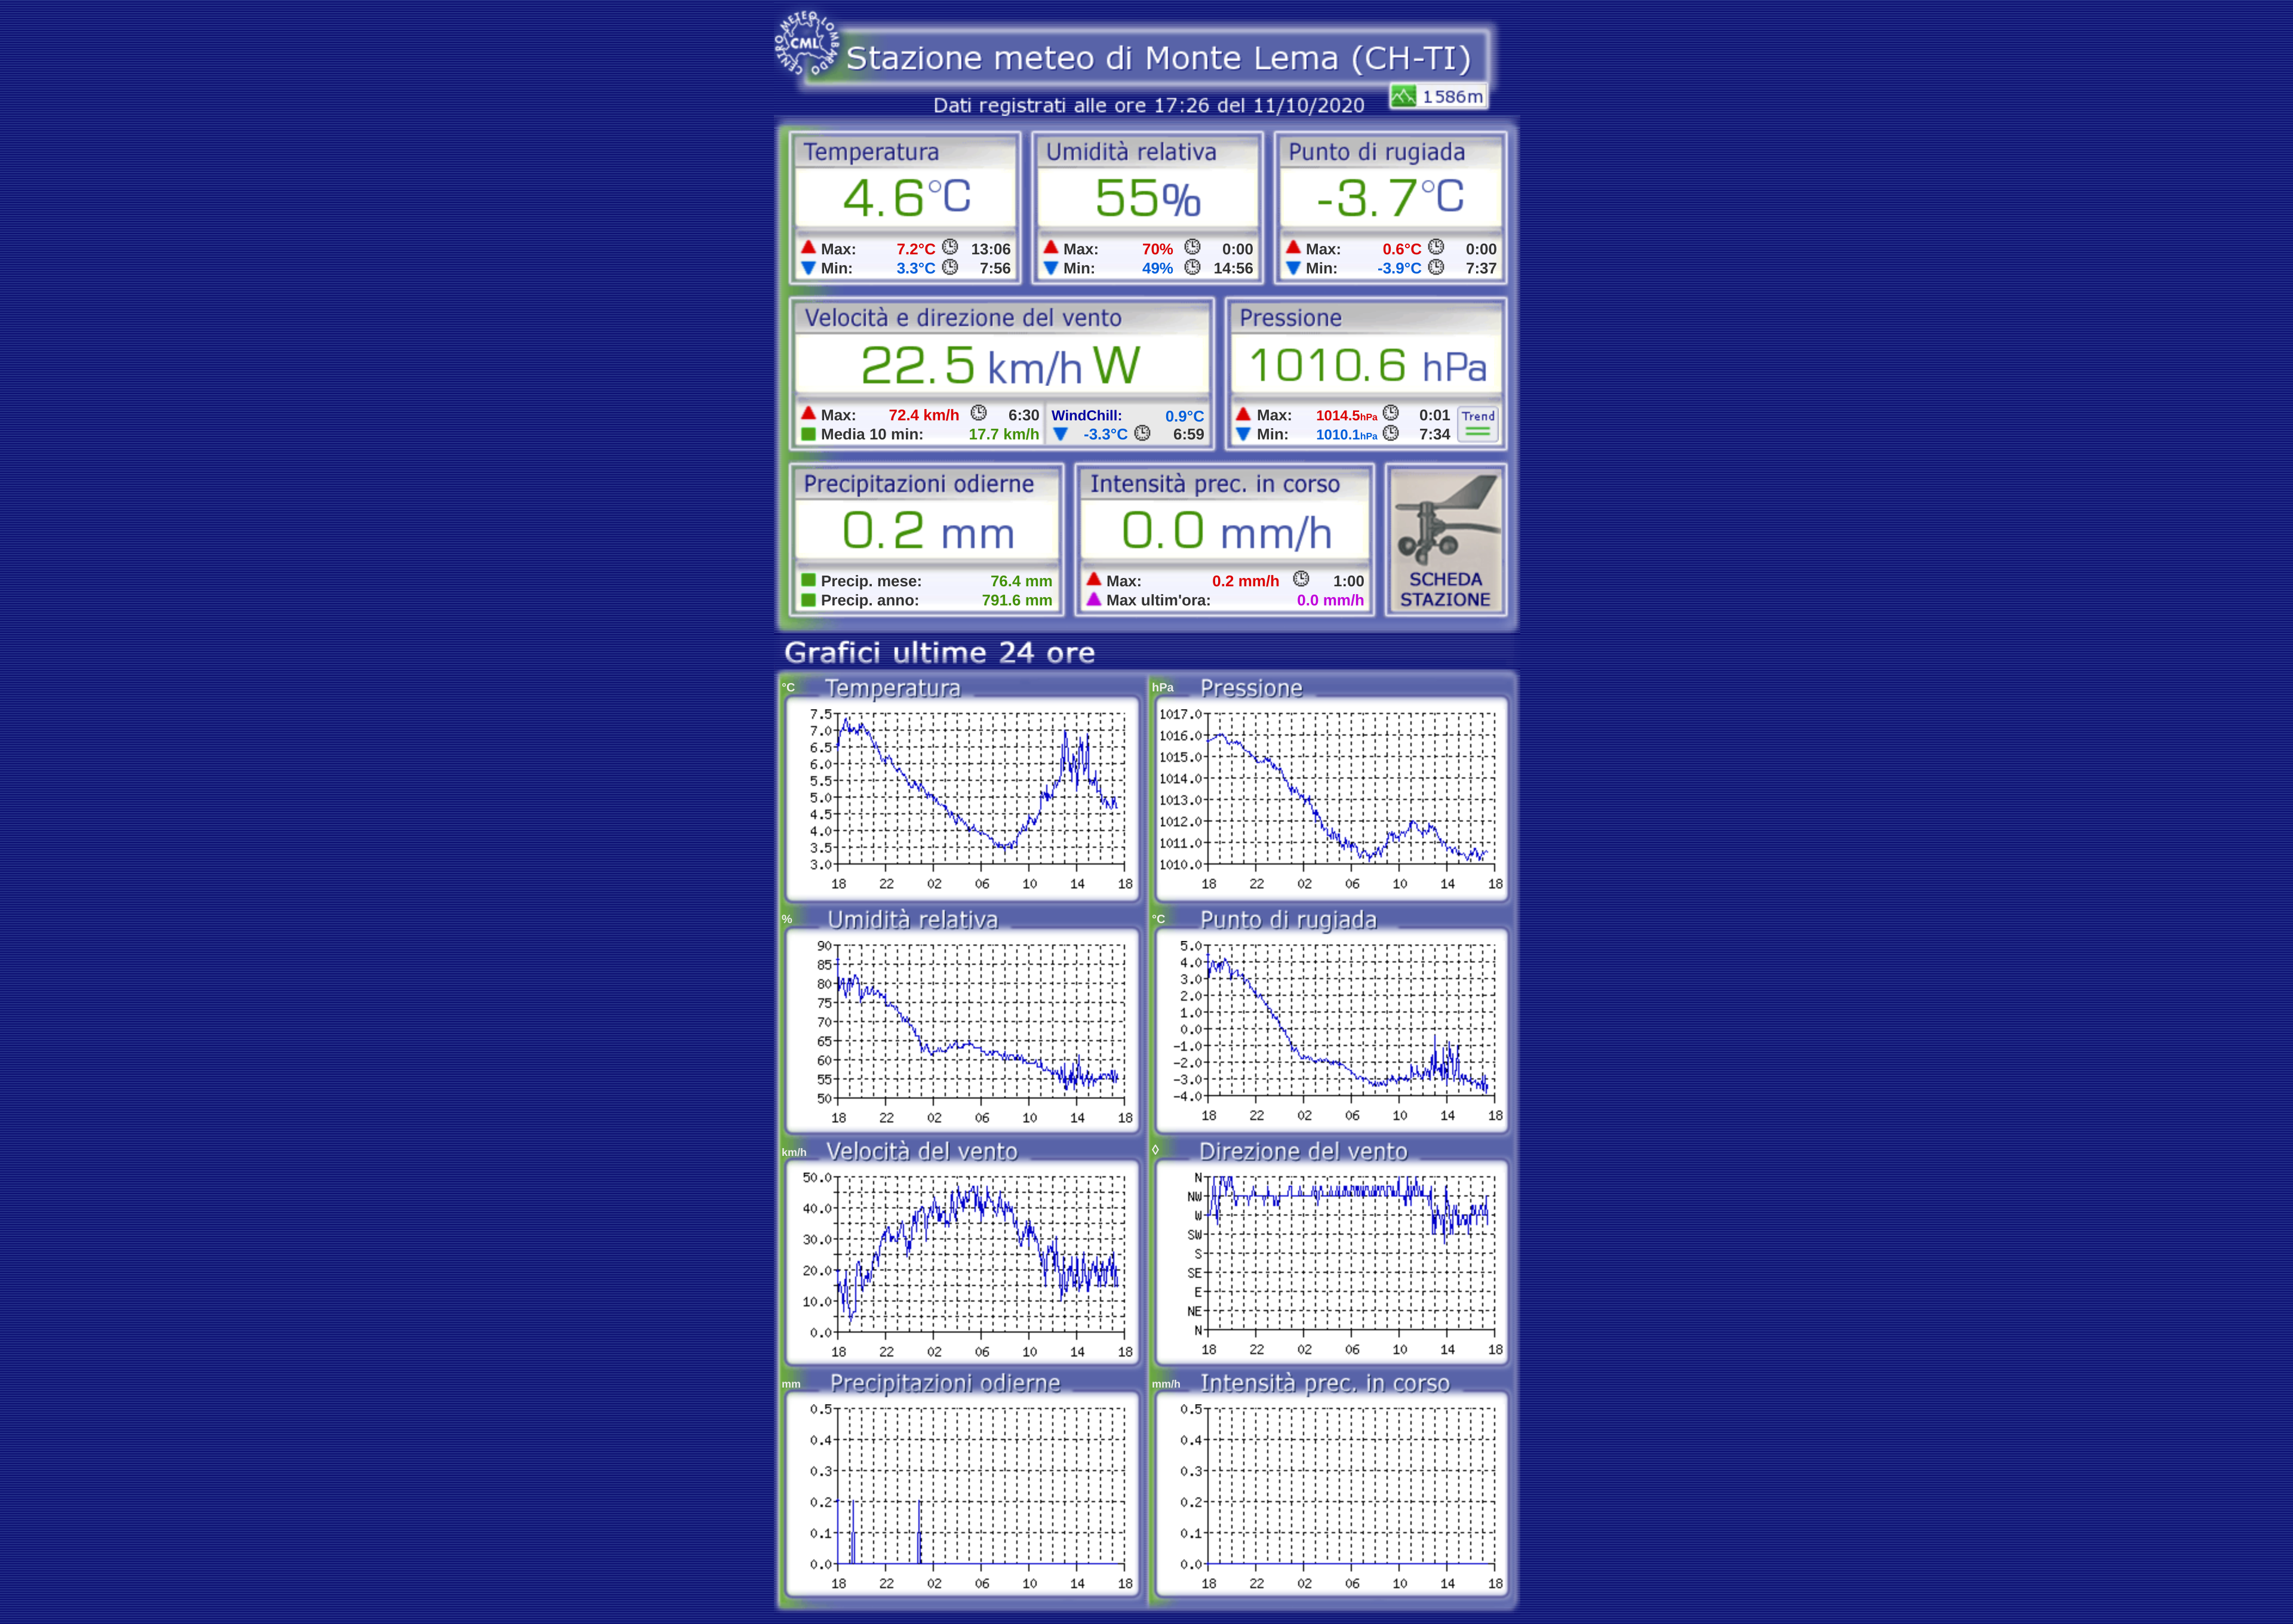 CENTRO METEO LOMBARDO
CML
Stazione meteo di Monte Lema (CH-TI)
1586m
Dati registrati alle ore 17:26 del 11/10/2020
Temperatura Umidità relativa Punto di rugiada
4.6°C 55% -3.7°C
Max: 7.2°C 13:06 Max: 70% 0:00 Max: 0.6°C 0:00
Min: 3.3°C 7:56 Min: 49% 14:56 Min: -3.9°C 7:37
Velocità e direzione del vento Pressione
22.5 km/h W 1010.6 hPa
Max: 72.4 km/h 6:30 WindChill: 0.9°C Max: 1014.5hPa 0:01 Trend
Media 10 min: 17.7 km/h -3.3°C 6:59 Min: 1010.1hPa 7:34
Precipitazioni odierne Intensità prec. in corso
0.2 mm 0.0 mm/h
Precip. mese: 76.4 mm Max: 0.2 mm/h 1:00 SCHEDA
Precip. anno: 791.6 mm Max ultim'ora: 0.0 mm/h STAZIONE
Grafici ultime 24 ore
°C Temperatura
7.5
7.0
6.5
6.0
5.5
5.0
4.5
4.0
3.5
3.0
18 22 02 06 10 14 18
hPa Pressione
1017.0
1016.0
1015.0
1014.0
1013.0
1012.0
1011.0
1010.0
18 22 02 06 10 14 18
% Umidità relativa
90
85
80
75
70
65
60
55
50
18 22 02 06 10 14 18
°C Punto di rugiada
5.0
4.0
3.0
2.0
1.0
0.0
-1.0
-2.0
-3.0
-4.0
18 22 02 06 10 14 18
km/h Velocità del vento
50.0
40.0
30.0
20.0
10.0
0.0
18 22 02 06 10 14 18
◊ Direzione del vento
N
NW
W
SW
S
SE
E
NE
N
18 22 02 06 10 14 18
mm Precipitazioni odierne
0.5
0.4
0.3
0.2
0.1
0.0
18 22 02 06 10 14 18
mm/h Intensità prec. in corso
0.5
0.4
0.3
0.2
0.1
0.0
18 22 02 06 10 14 18